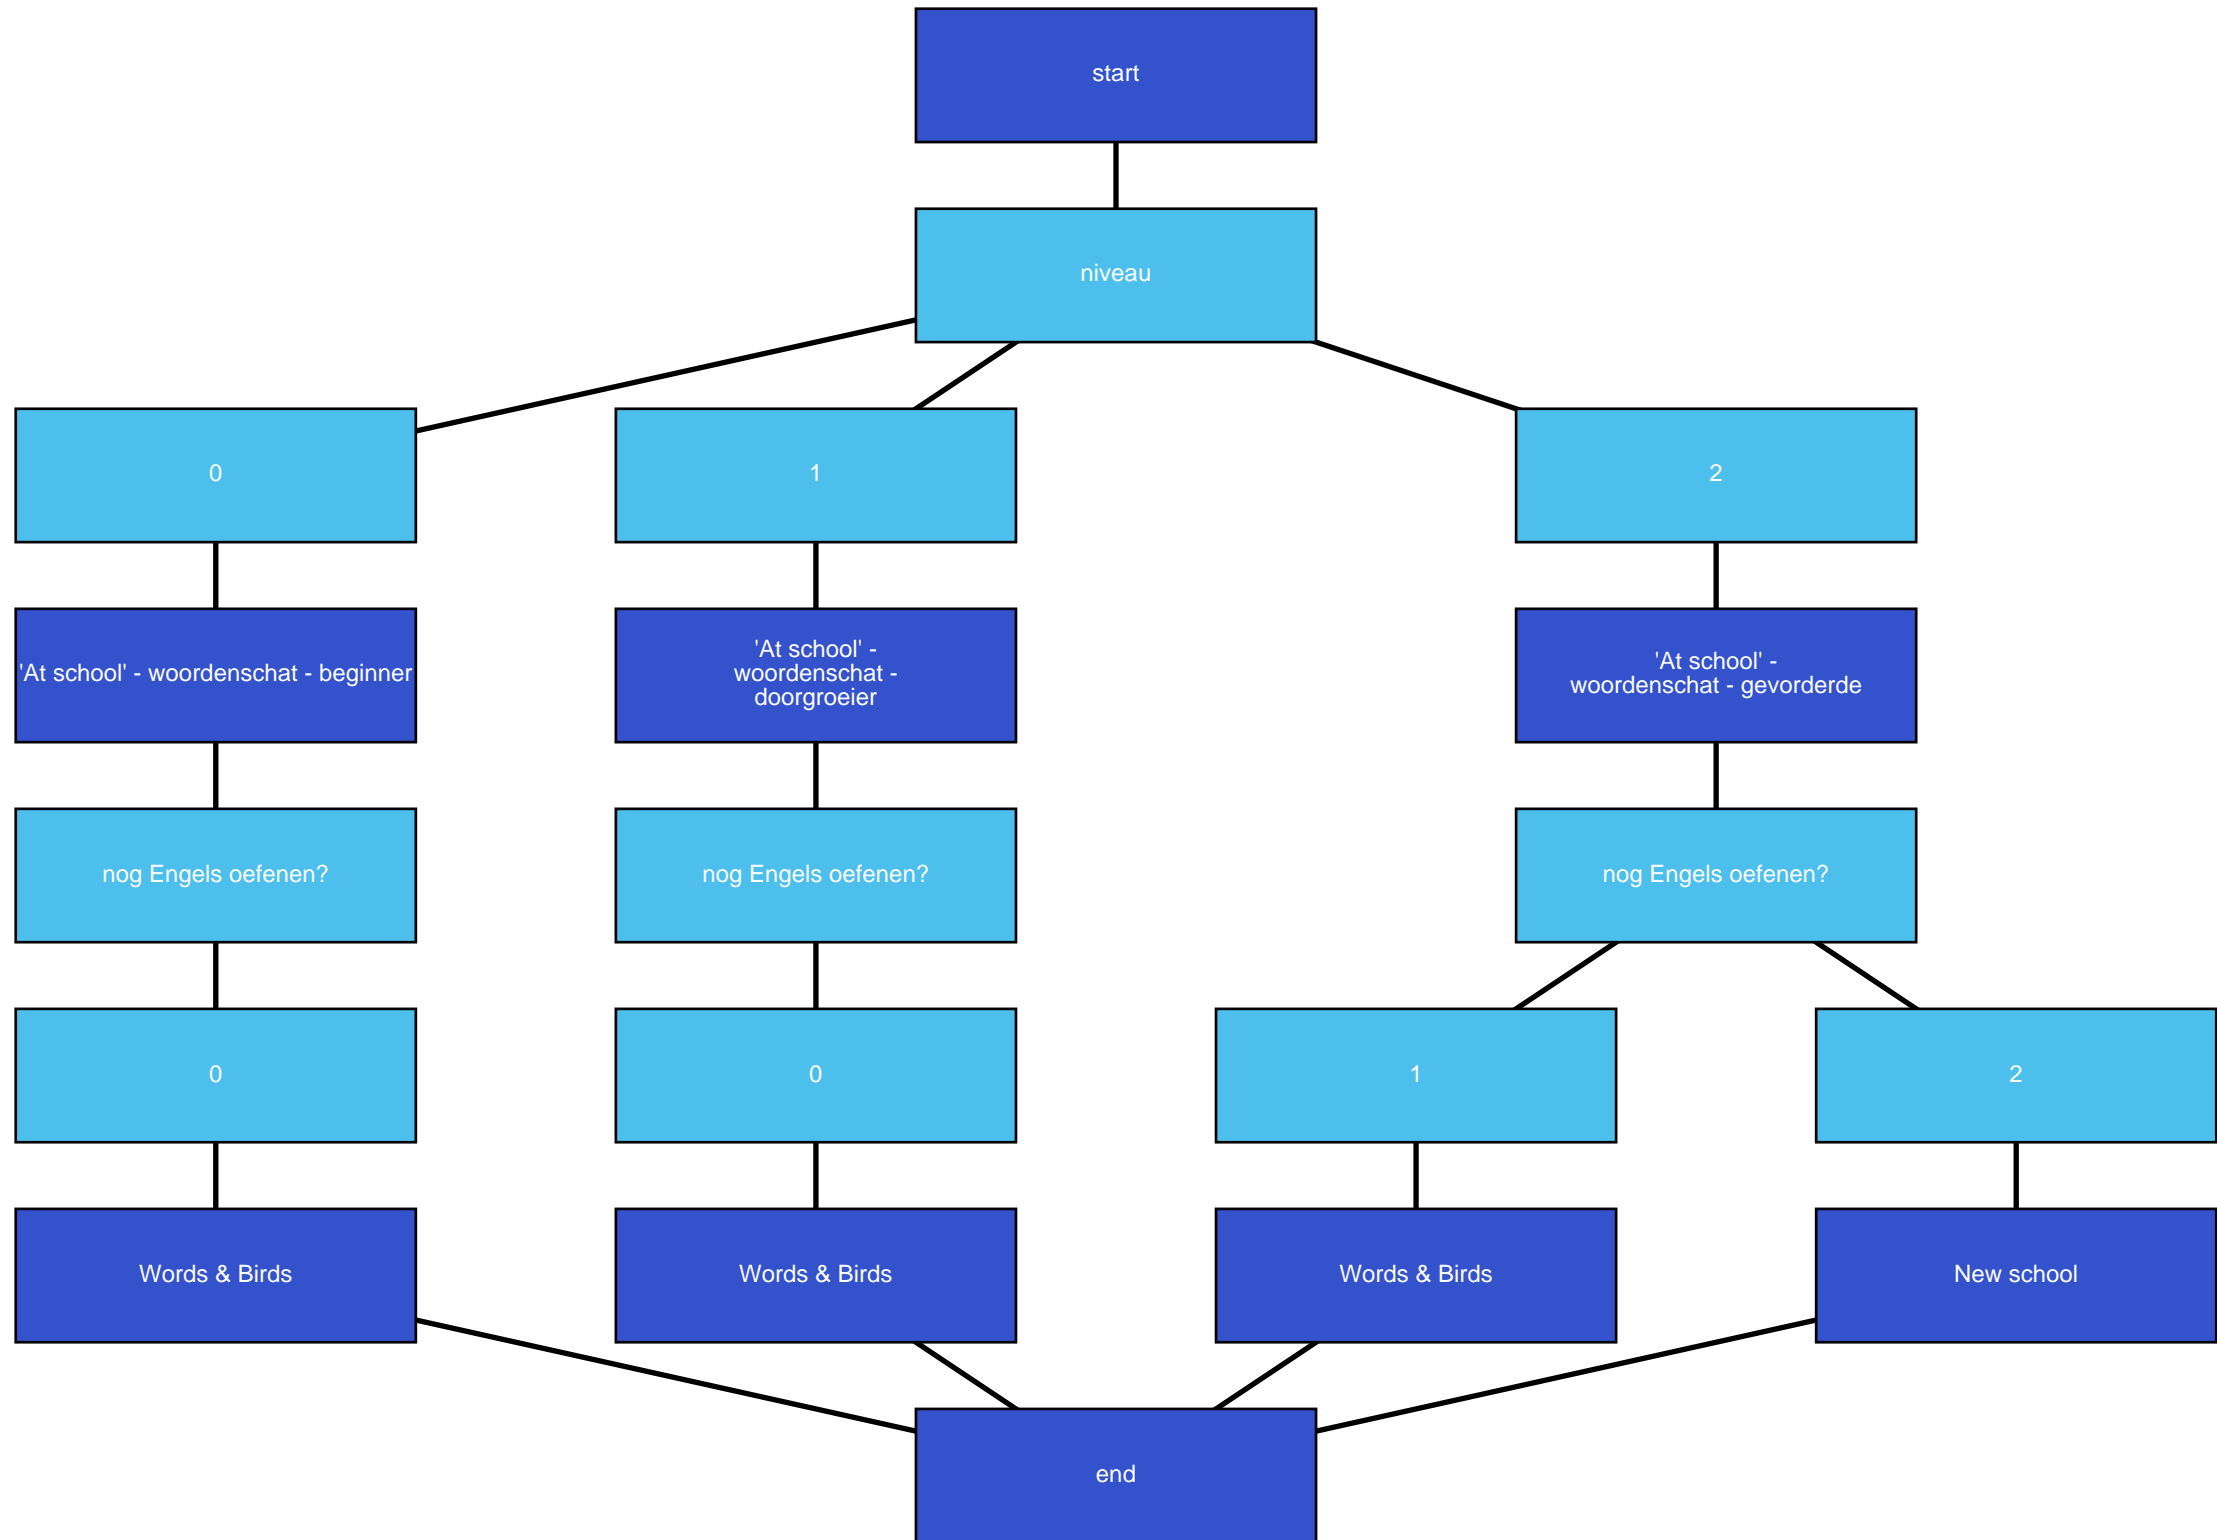 start
niveau
0
1
2
'At school' - woordenschat - beginner
'At school' -
woordenschat -
doorgroeier
'At school' -
woordenschat - gevorderde
nog Engels oefenen?
nog Engels oefenen?
nog Engels oefenen?
0
0
1
2
Words & Birds
Words & Birds
Words & Birds
New school
end